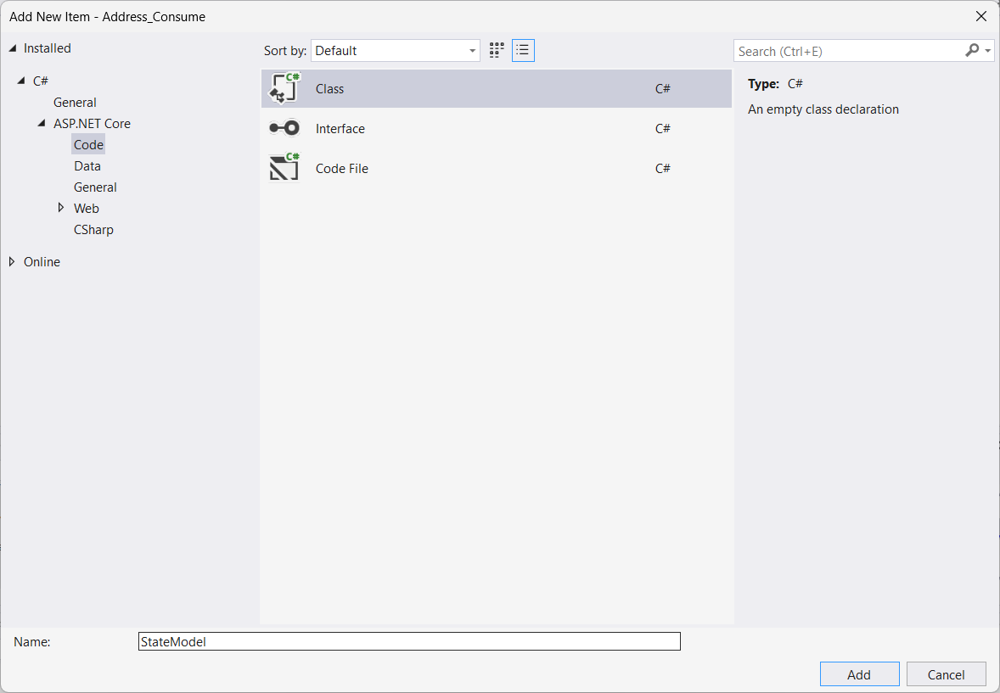 Add New Item - Address_Consume
Installed
C#
General
ASP.NET Core
Code
Data
General
Web
CSharp
Online
Sort by: Default
C# Class C#
Interface C#
C# Code File C#
Search (Ctrl+E)
Type: C#
An empty class declaration
Name: StateModel
Add Cancel